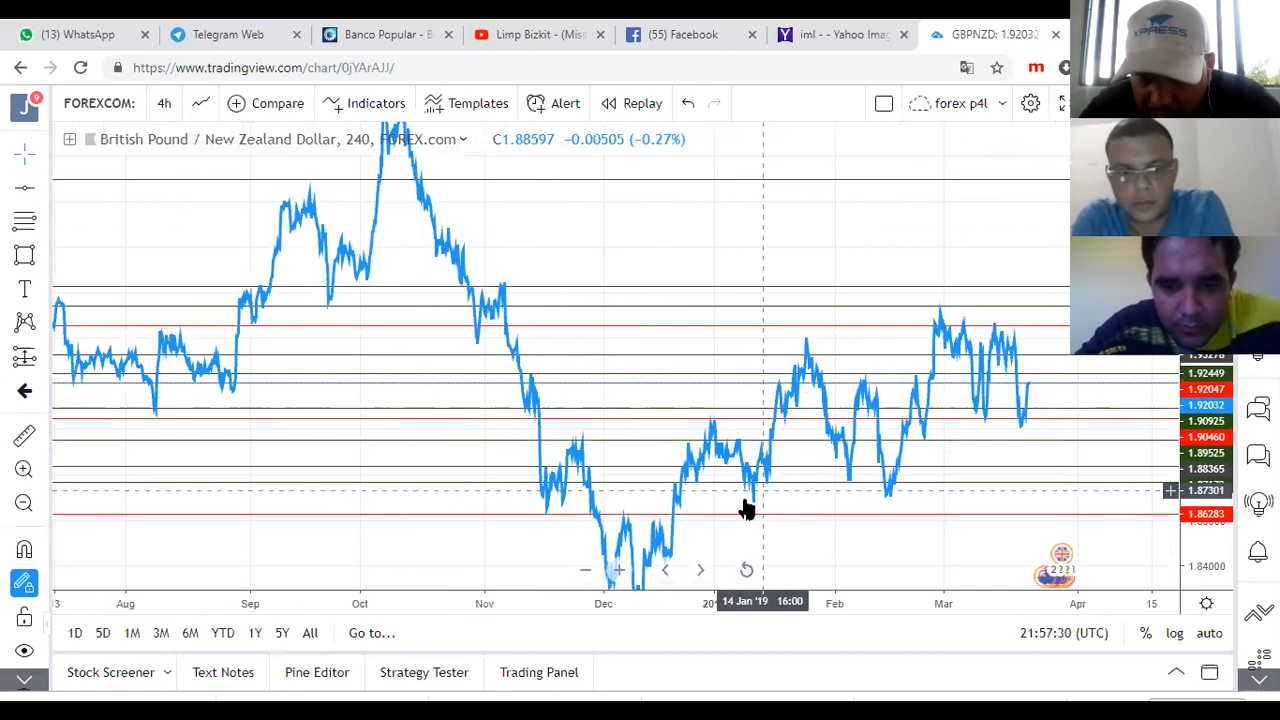 (13) WhatsApp
Telegram Web
Banco Popular - B
Limp Bizkit - (Miss
(55) Facebook
iml - - Yahoo Imag
GBPNZD: 1.92032
XPRESS
https://www.tradingview.com/chart/0jYArAJJ/
m
J
9
FOREXCOM:
4h
Compare
Indicators
Templates
Alert
Replay
forex p4l
British Pound / New Zealand Dollar, 240, FOREX.com
C1.88597 −0.00505 (−0.27%)
1.93278
1.92449
1.92047
1.92032
1.90925
1.90460
1.89525
1.88365
1.87301
1.86283
1.84000
Aug
Sep
Oct
Nov
Dec
14 Jan '19 16:00
Feb
Mar
Apr
15
1D
5D
1M
3M
6M
YTD
1Y
5Y
All
Go to...
21:57:30 (UTC)
%
log
auto
Stock Screener
Text Notes
Pine Editor
Strategy Tester
Trading Panel